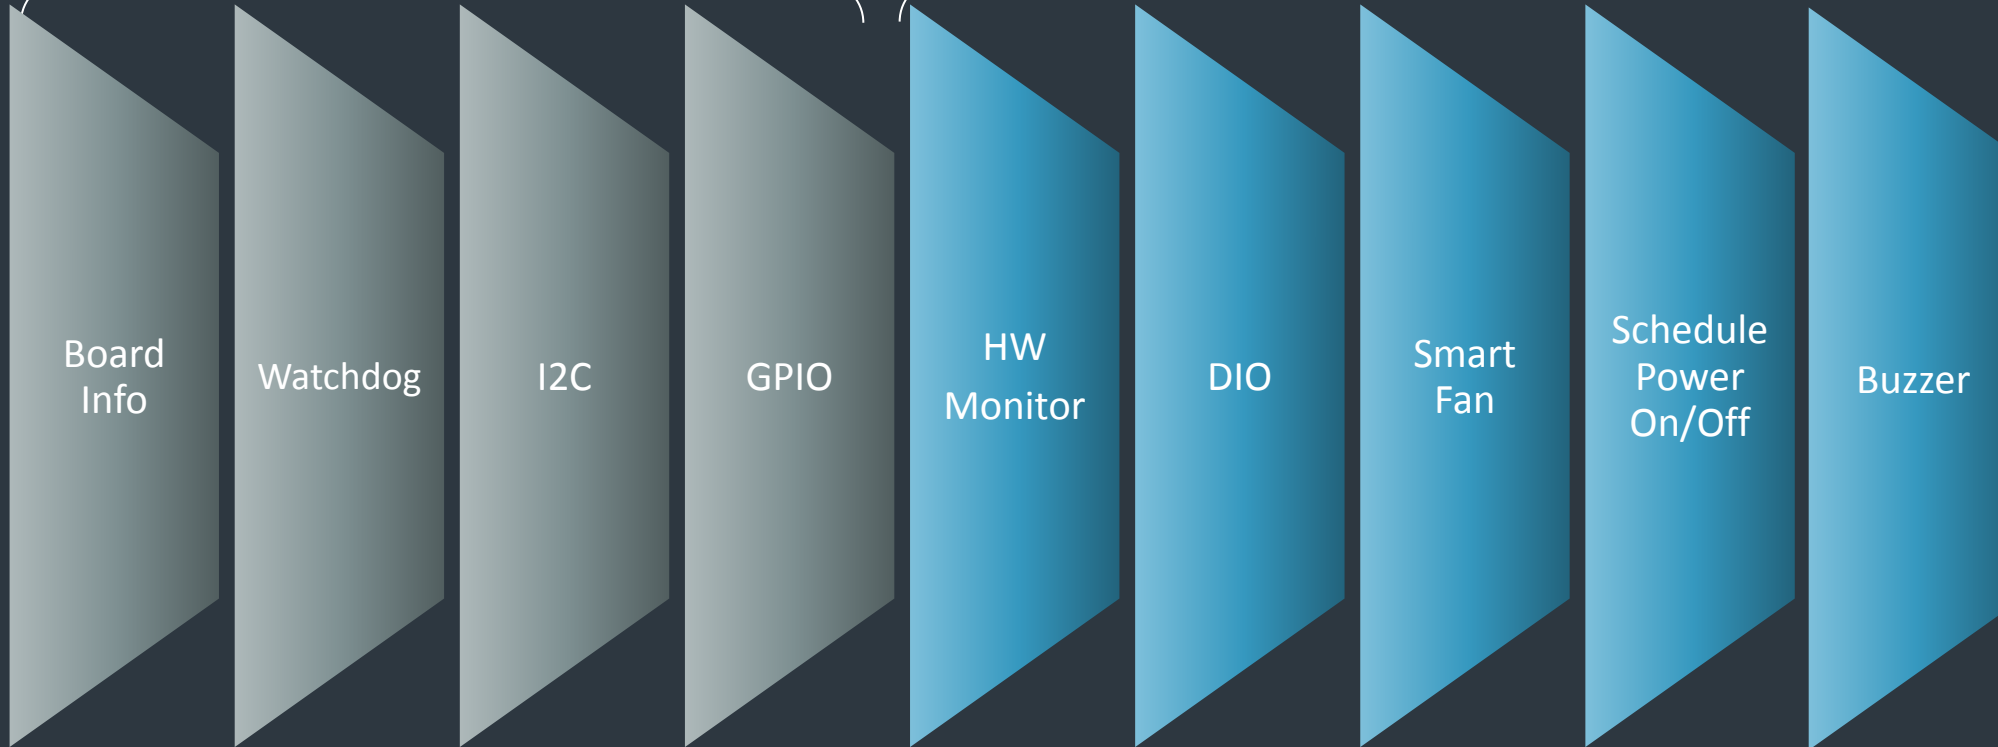 Board
Info
Watchdog
I2C
GPIO
HW
Monitor
DIO
Smart
Fan
Schedule
Power
On/Off
Buzzer